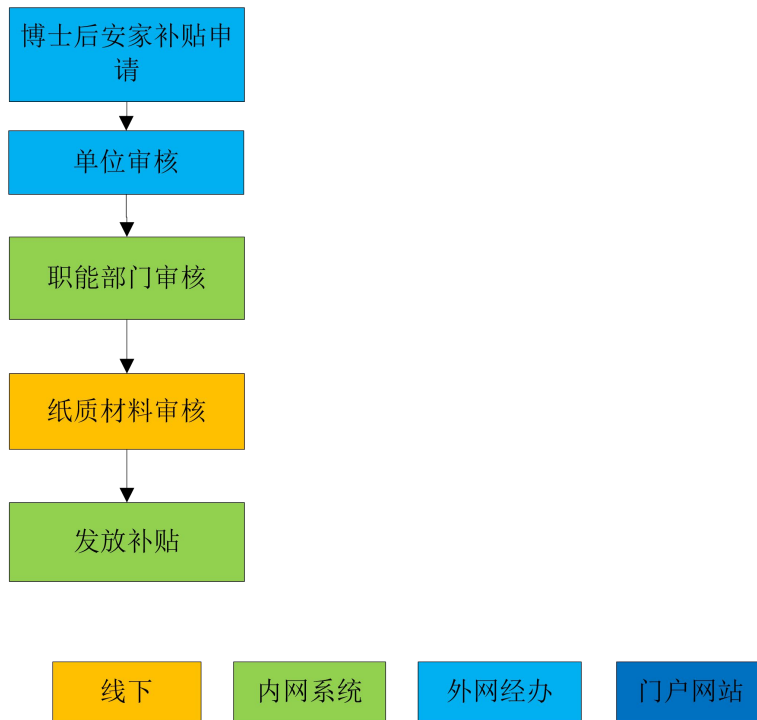 博士后安家补贴申
请
单位审核
职能部门审核
纸质材料审核
发放补贴
线下
内网系统
外网经办
门户网站